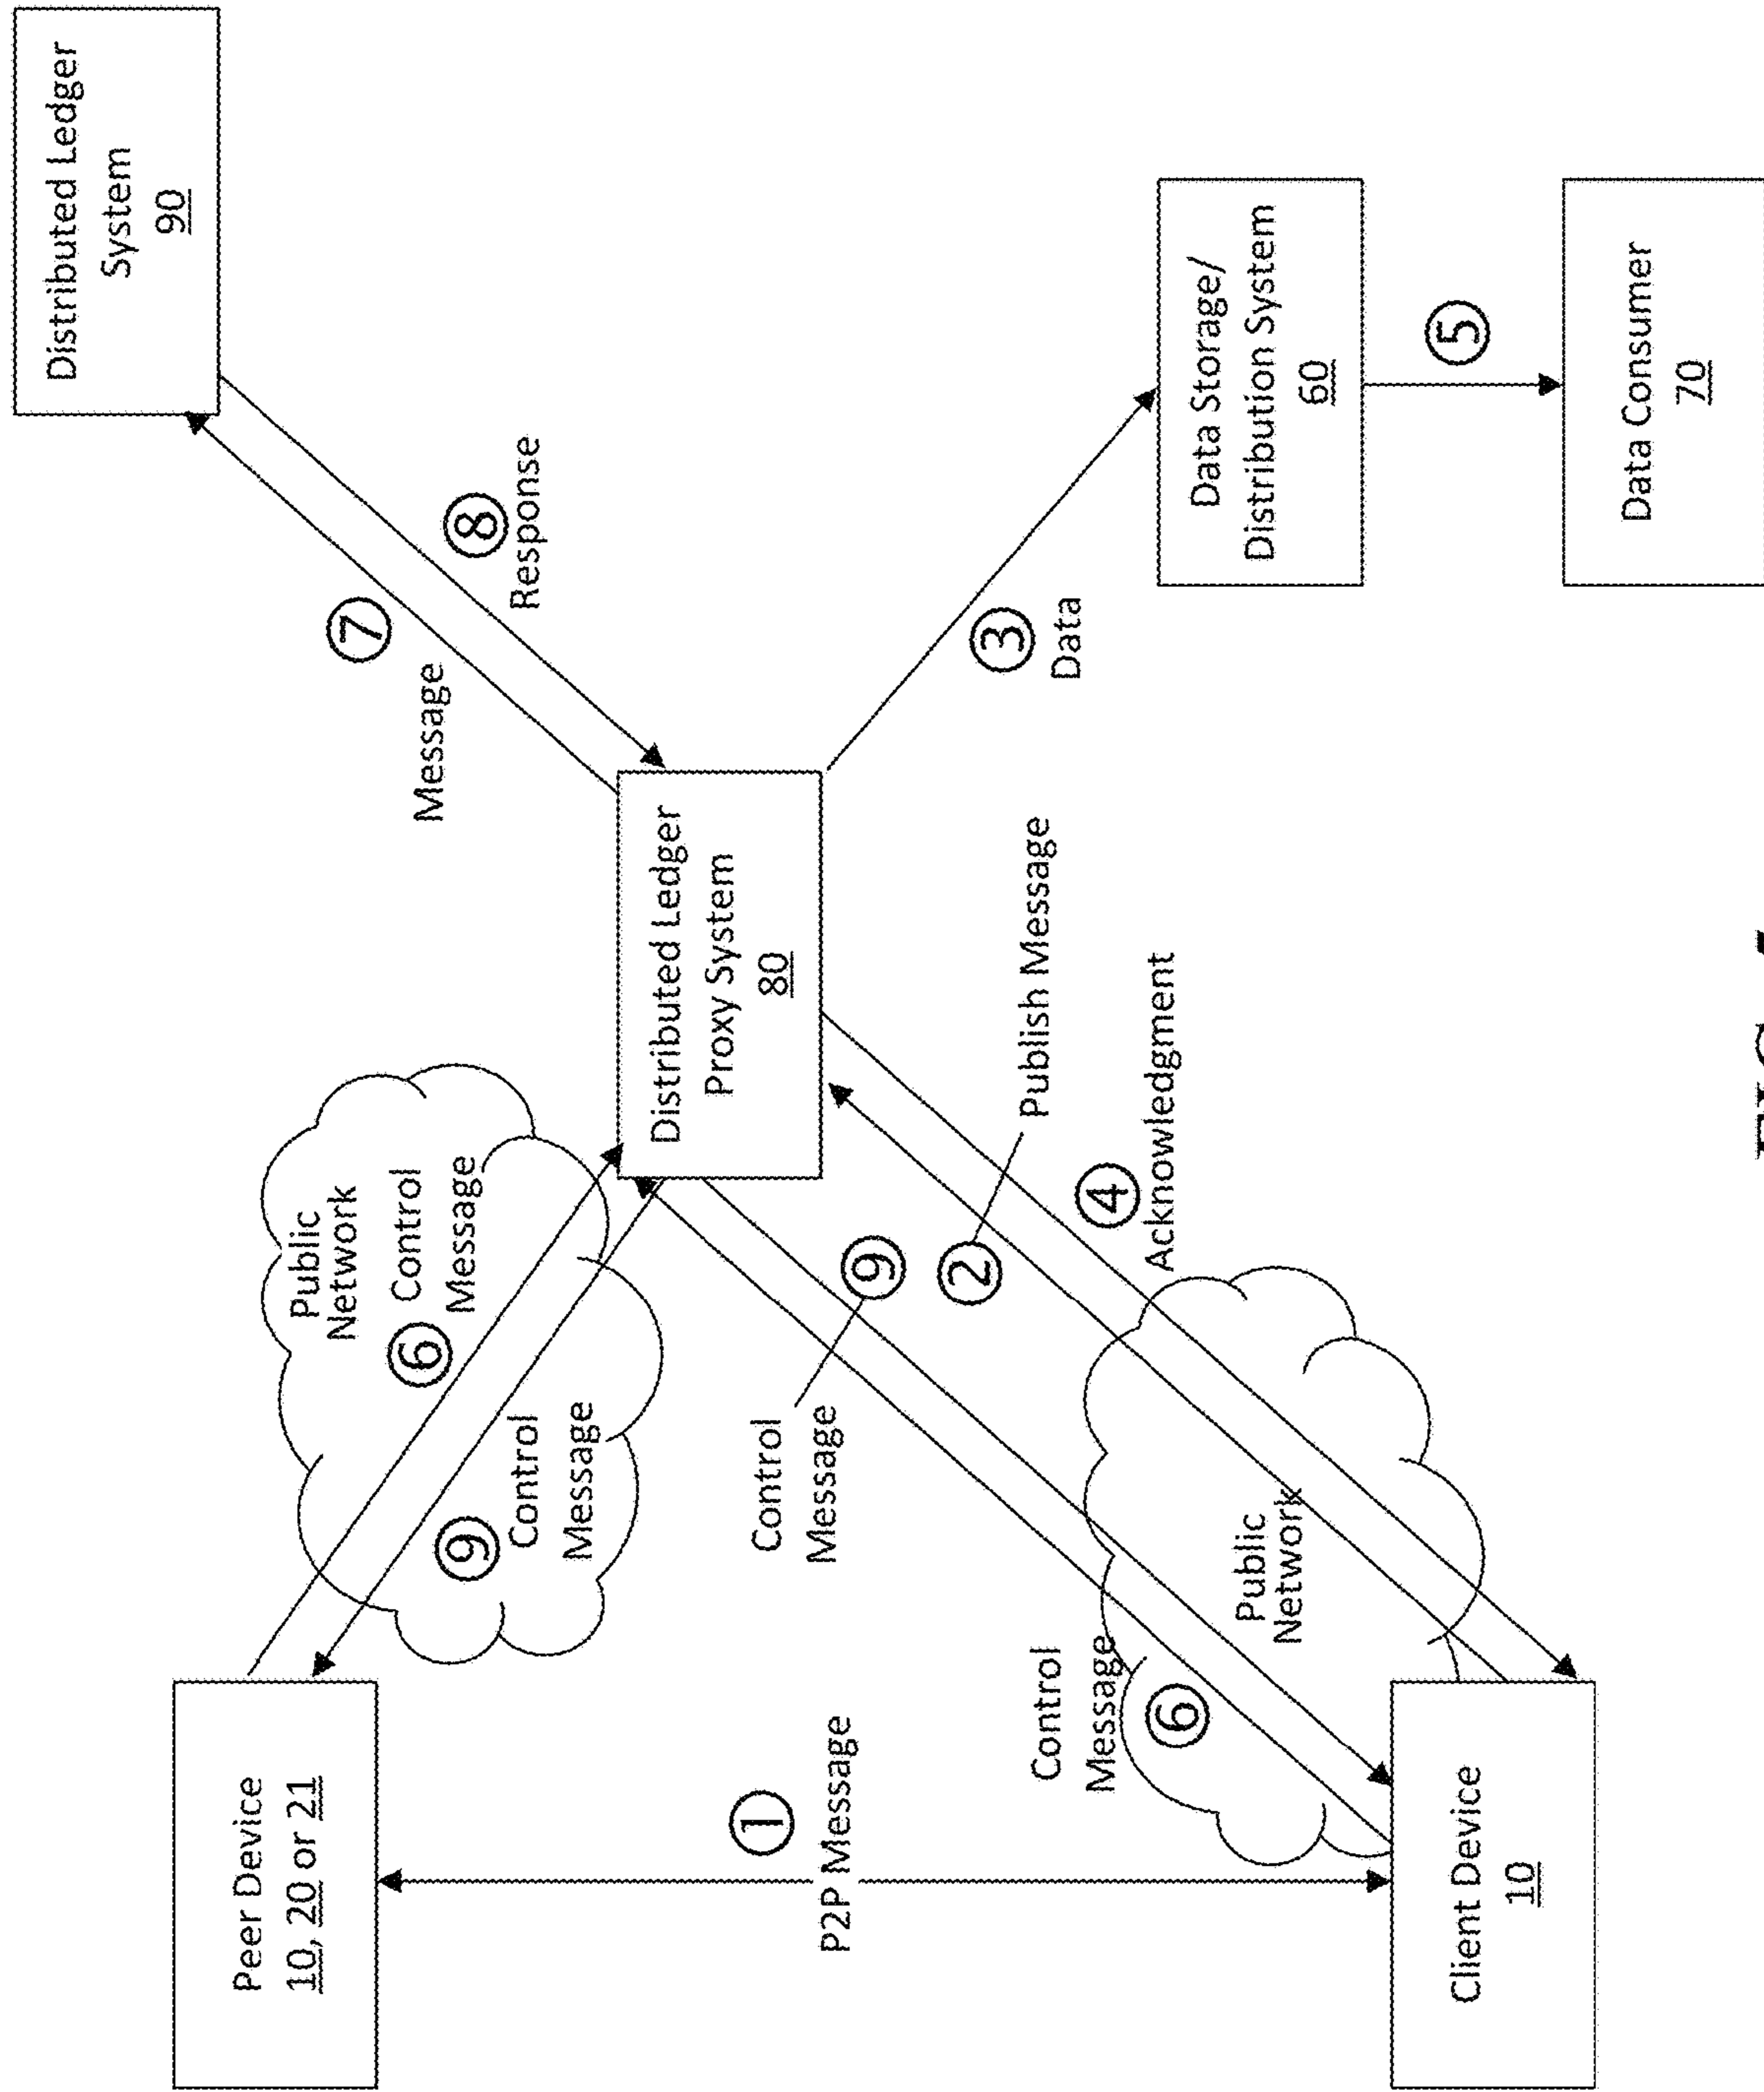 Distributed Ledger
System
90
Peer Device
10, 20 or 21
Public
Network
⑥ Control
Message
⑦
Message
⑧
Response
⑨ Control
Message
Distributed Ledger
Proxy System
80
①
P2P Message
Control
Message
⑨
②
Publish Message
③
Data
Control
Message
⑥
④
Acknowledgment
Public
Network
Data Storage/
Distribution System
60
⑤
Client Device
10
Data Consumer
70
FIG.